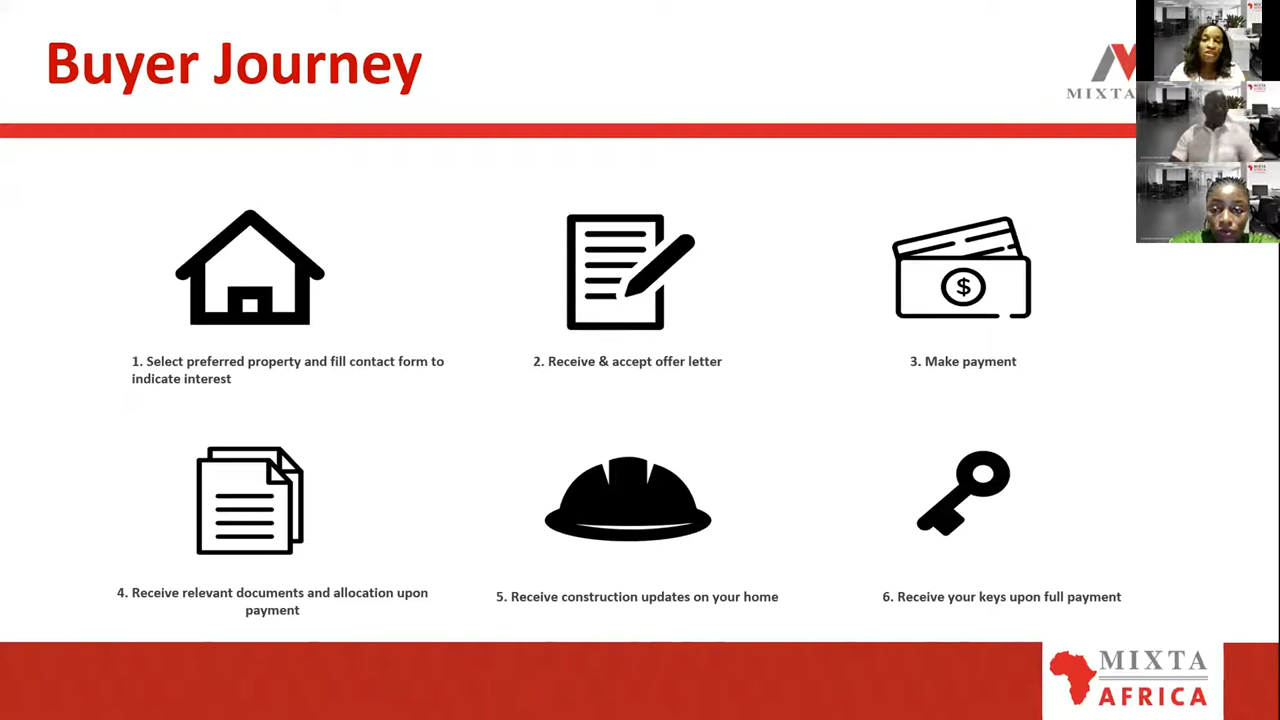 Buyer Journey
MIXTA
$
1. Select preferred property and fill contact form to
indicate interest
2. Receive & accept offer letter
3. Make payment
4. Receive relevant documents and allocation upon
payment
5. Receive construction updates on your home
6. Receive your keys upon full payment
MIXTA
AFRICA